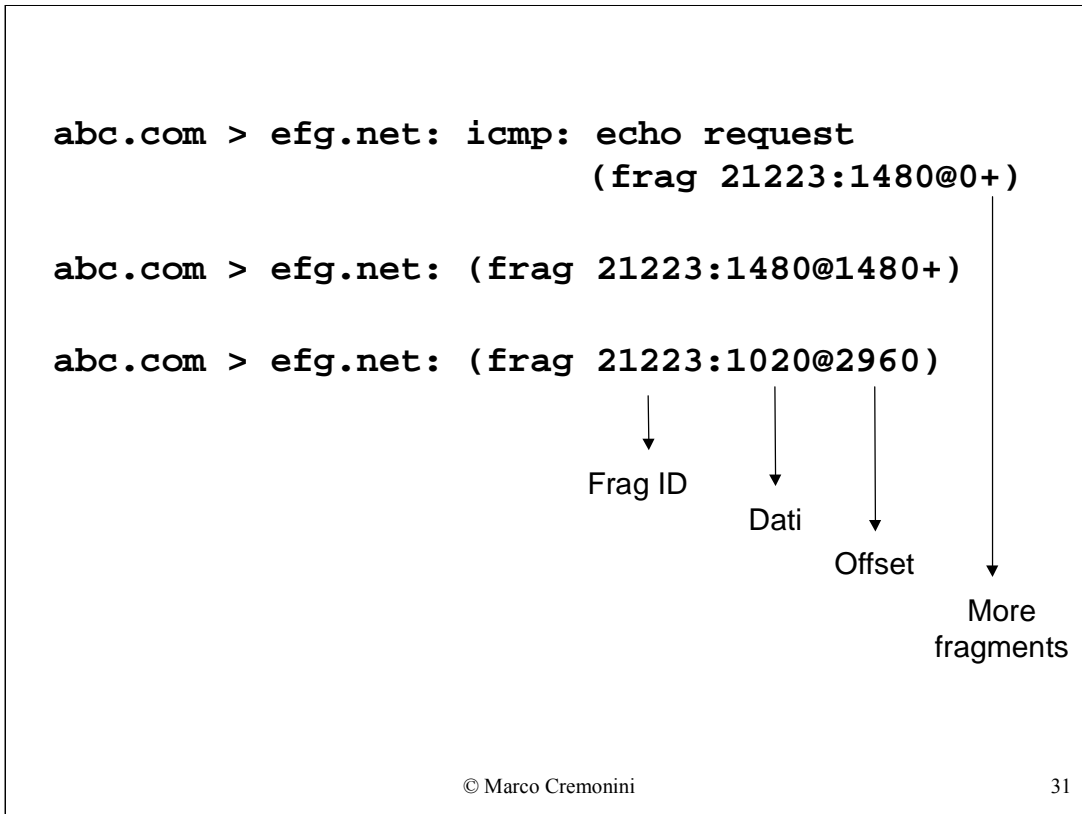 abc.com > efg.net: icmp: echo request
(frag 21223:1480@0+)
abc.com > efg.net: (frag 21223:1480@1480+)
abc.com > efg.net: (frag 21223:1020@2960)
Frag ID
Dati
Offset
More
fragments
© Marco Cremonini
31